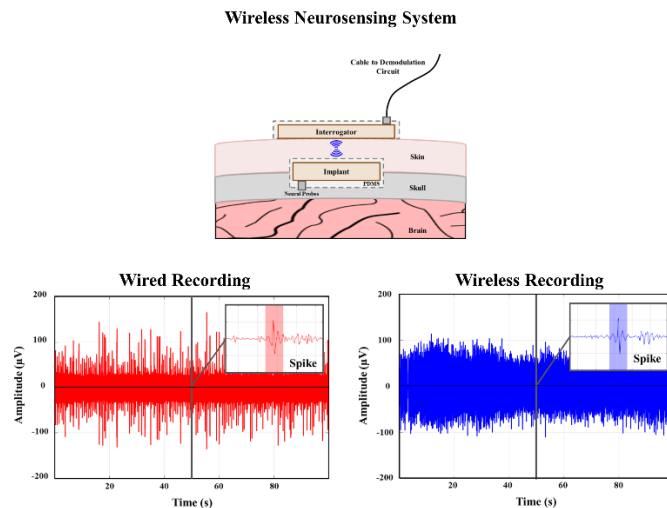 Wireless Neurosensing System
Cable to Demodulation
Circuit
Interrogator
Skin
Implant
PDMS
Skull
Neural Probes
Brain
Wired Recording
200
100
0
-100
-200
Amplitude (µV)
Spike
20
40
60
80
Time (s)
Wireless Recording
200
100
0
-100
-200
Amplitude (µV)
Spike
20
40
60
80
Time (s)